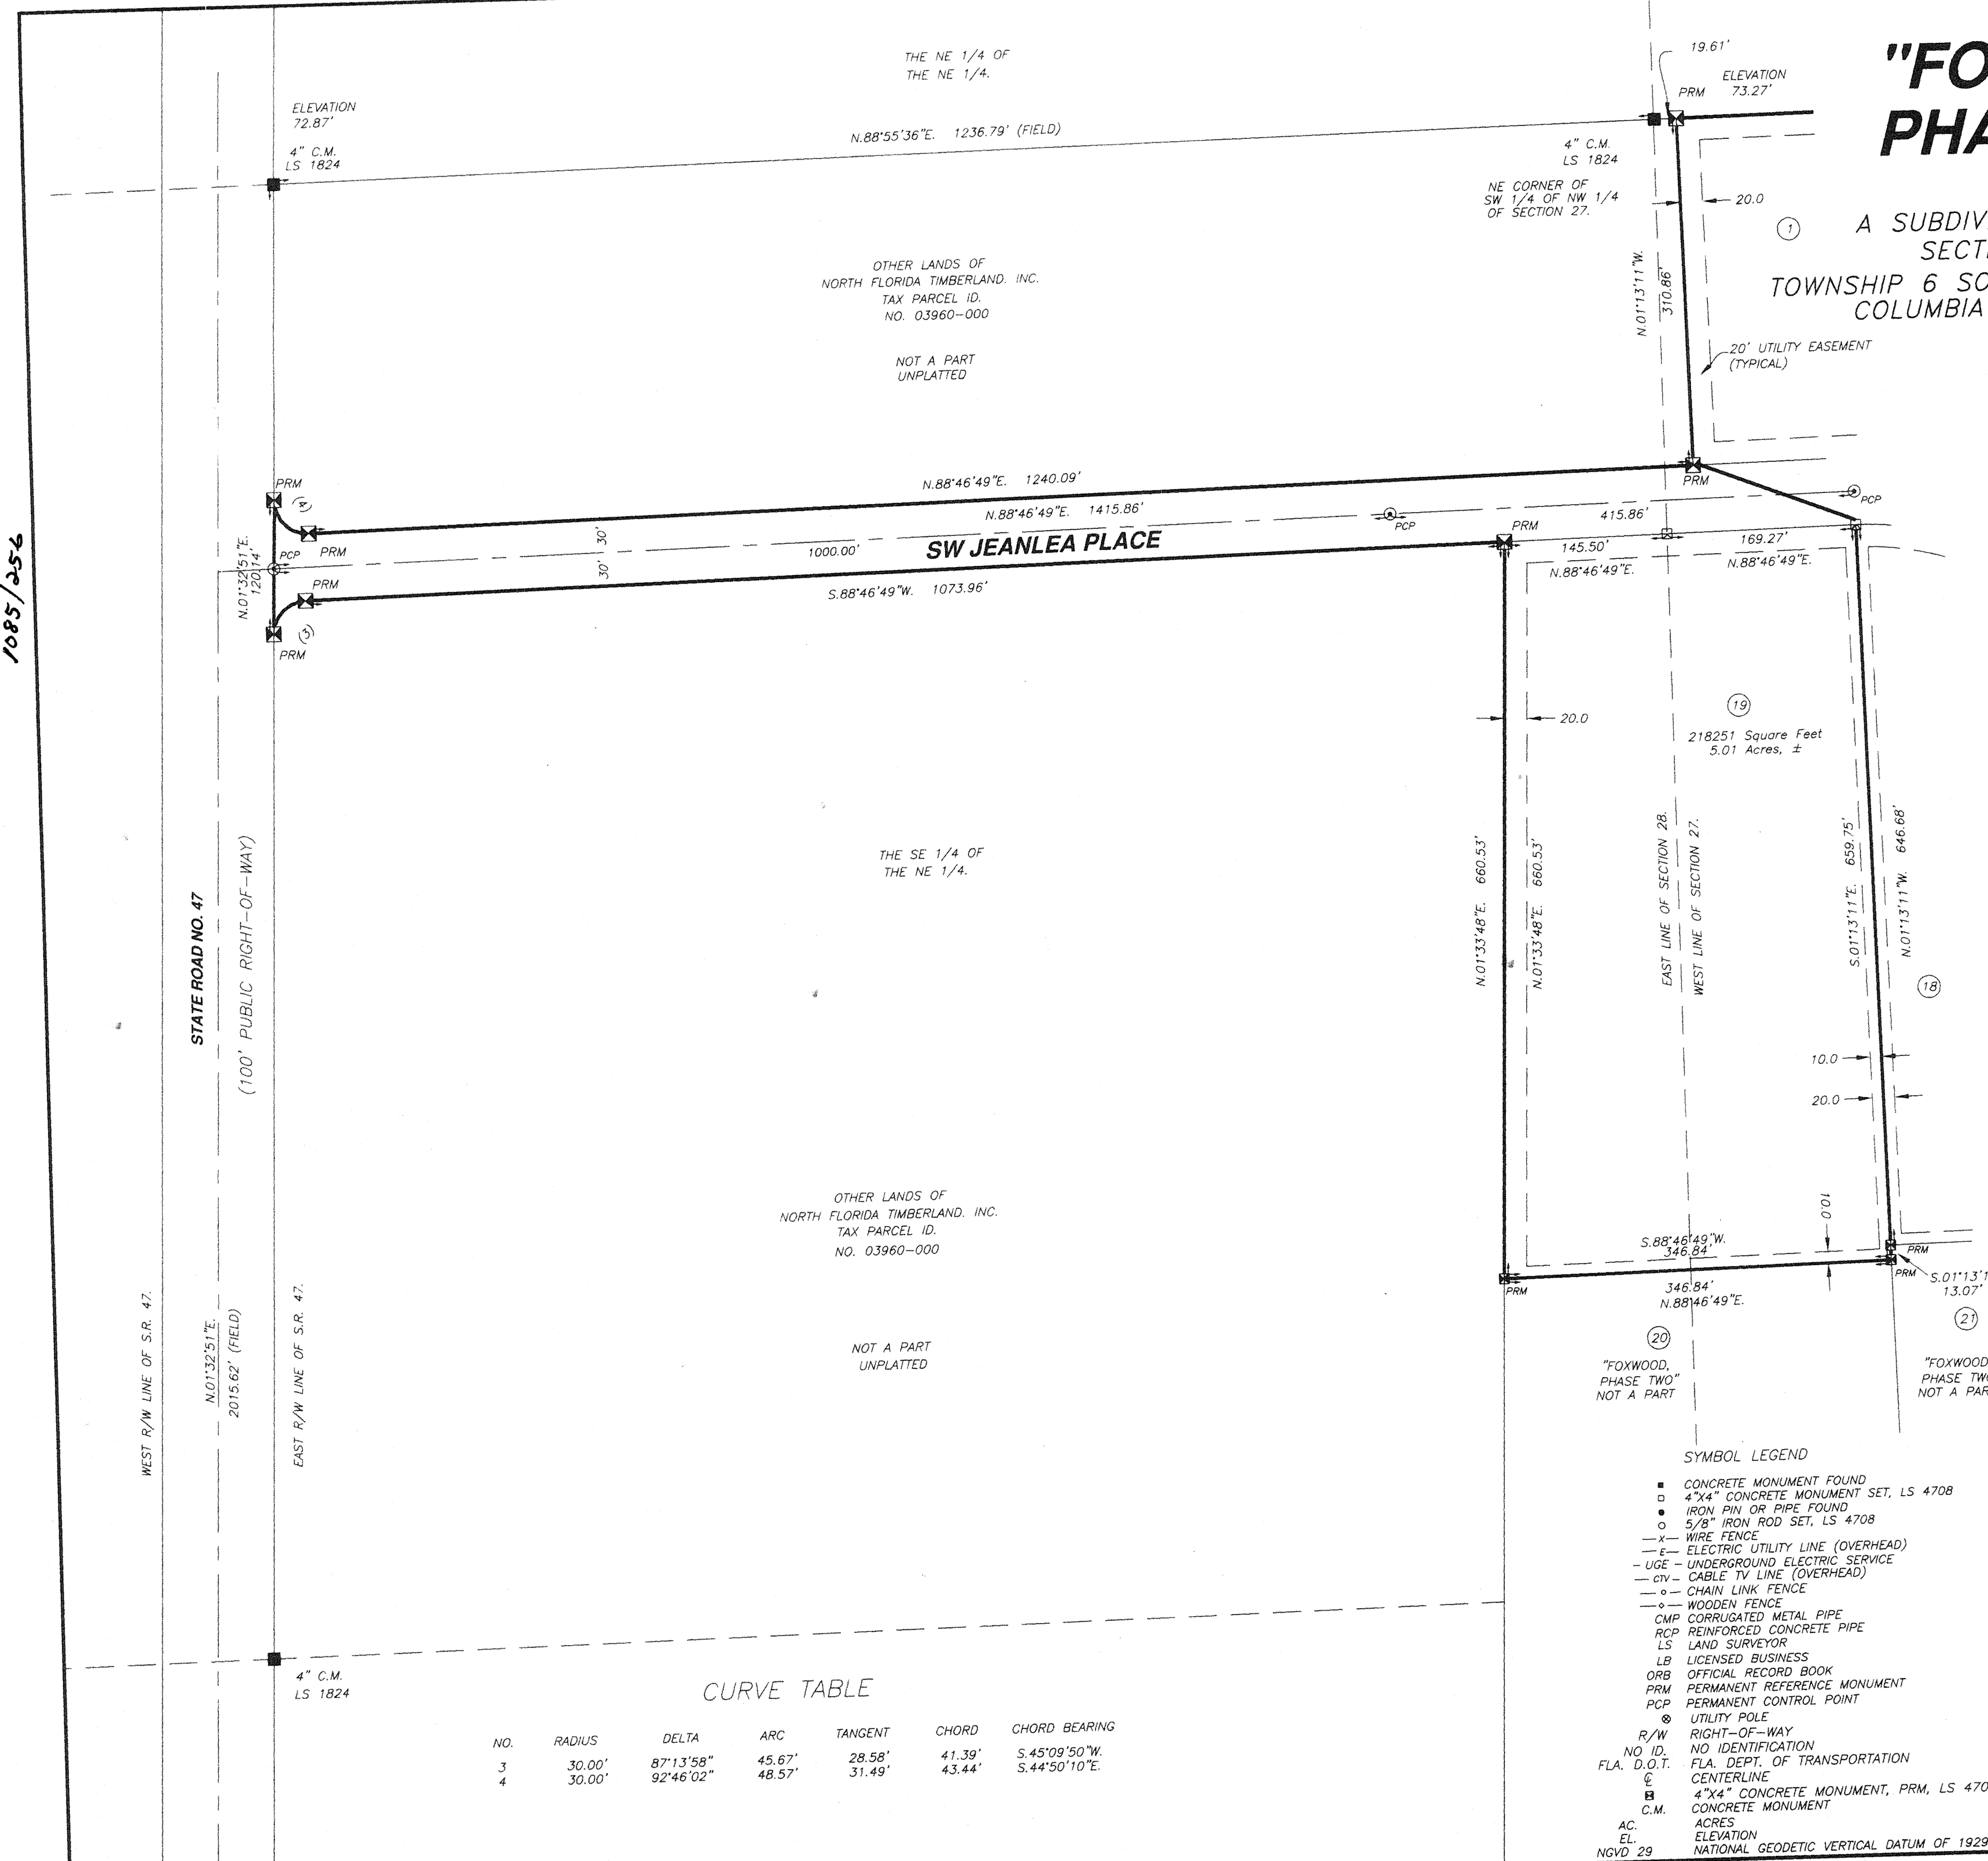 "FO
PHA
A SUBDIV
SECT
TOWNSHIP 6 SO
COLUMBIA
1085/256
THE NE 1/4 OF
THE NE 1/4.
19.61'
ELEVATION
73.27'
PRM
ELEVATION
72.87'
4" C.M.
LS 1824
N.88°55'36"E. 1236.79' (FIELD)
4" C.M.
LS 1824
NE CORNER OF
SW 1/4 OF NW 1/4
OF SECTION 27.
20.0
1
N.01°13'11"W.
310.86'
20' UTILITY EASEMENT
(TYPICAL)
OTHER LANDS OF
NORTH FLORIDA TIMBERLAND. INC.
TAX PARCEL ID.
NO. 03960-000
NOT A PART
UNPLATTED
PRM
(4)
N.88°46'49"E. 1240.09'
PRM
PCP
N.88°46'49"E. 1415.86'
PCP
PRM
415.86'
N.01°32'51"E.
120.14'
PCP
PRM
30'
30'
1000.00'
SW JEANLEA PLACE
145.50'
N.88°46'49"E.
169.27'
N.88°46'49"E.
PRM
S.88°46'49"W. 1073.96'
(3)
PRM
20.0
19
218251 Square Feet
5.01 Acres, ±
THE SE 1/4 OF
THE NE 1/4.
STATE ROAD NO. 47
(100' PUBLIC RIGHT-OF-WAY)
N.01°33'48"E. 660.53'
N.01°33'48"E. 660.53'
EAST LINE OF SECTION 28.
WEST LINE OF SECTION 27.
S.01°13'11"E. 659.75'
N.01°13'11"W. 646.68'
18
10.0
20.0
10.0
OTHER LANDS OF
NORTH FLORIDA TIMBERLAND. INC.
TAX PARCEL ID.
NO. 03960-000
S.88°46'49"W.
346.84'
PRM
PRM
PRM
S.01°13'1
13.07'
346.84'
N.88°46'49"E.
21
20
NOT A PART
UNPLATTED
"FOXWOOD,
PHASE TWO"
NOT A PART
"FOXWOOD
PHASE TW
NOT A PAR
WEST R/W LINE OF S.R. 47.
N.01°32'51"E.
2015.62' (FIELD)
EAST R/W LINE OF S.R. 47.
4" C.M.
LS 1824
SYMBOL LEGEND
CONCRETE MONUMENT FOUND
4"X4" CONCRETE MONUMENT SET, LS 4708
IRON PIN OR PIPE FOUND
5/8" IRON ROD SET, LS 4708
—X— WIRE FENCE
—E— ELECTRIC UTILITY LINE (OVERHEAD)
- UGE - UNDERGROUND ELECTRIC SERVICE
— CTV - CABLE TV LINE (OVERHEAD)
CHAIN LINK FENCE
WOODEN FENCE
CMP CORRUGATED METAL PIPE
RCP REINFORCED CONCRETE PIPE
LS LAND SURVEYOR
LB LICENSED BUSINESS
ORB OFFICIAL RECORD BOOK
PRM PERMANENT REFERENCE MONUMENT
PCP PERMANENT CONTROL POINT
UTILITY POLE
R/W RIGHT-OF-WAY
NO ID. NO IDENTIFICATION
FLA. D.O.T. FLA. DEPT. OF TRANSPORTATION
℄ CENTERLINE
4"X4" CONCRETE MONUMENT, PRM, LS 470
C.M. CONCRETE MONUMENT
AC. ACRES
EL. ELEVATION
NGVD 29 NATIONAL GEODETIC VERTICAL DATUM OF 1929
CURVE TABLE
NO. RADIUS DELTA ARC TANGENT CHORD CHORD BEARING
3 30.00' 87°13'58" 45.67' 28.58' 41.39' S.45°09'50"W.
4 30.00' 92°46'02" 48.57' 31.49' 43.44' S.44°50'10"E.